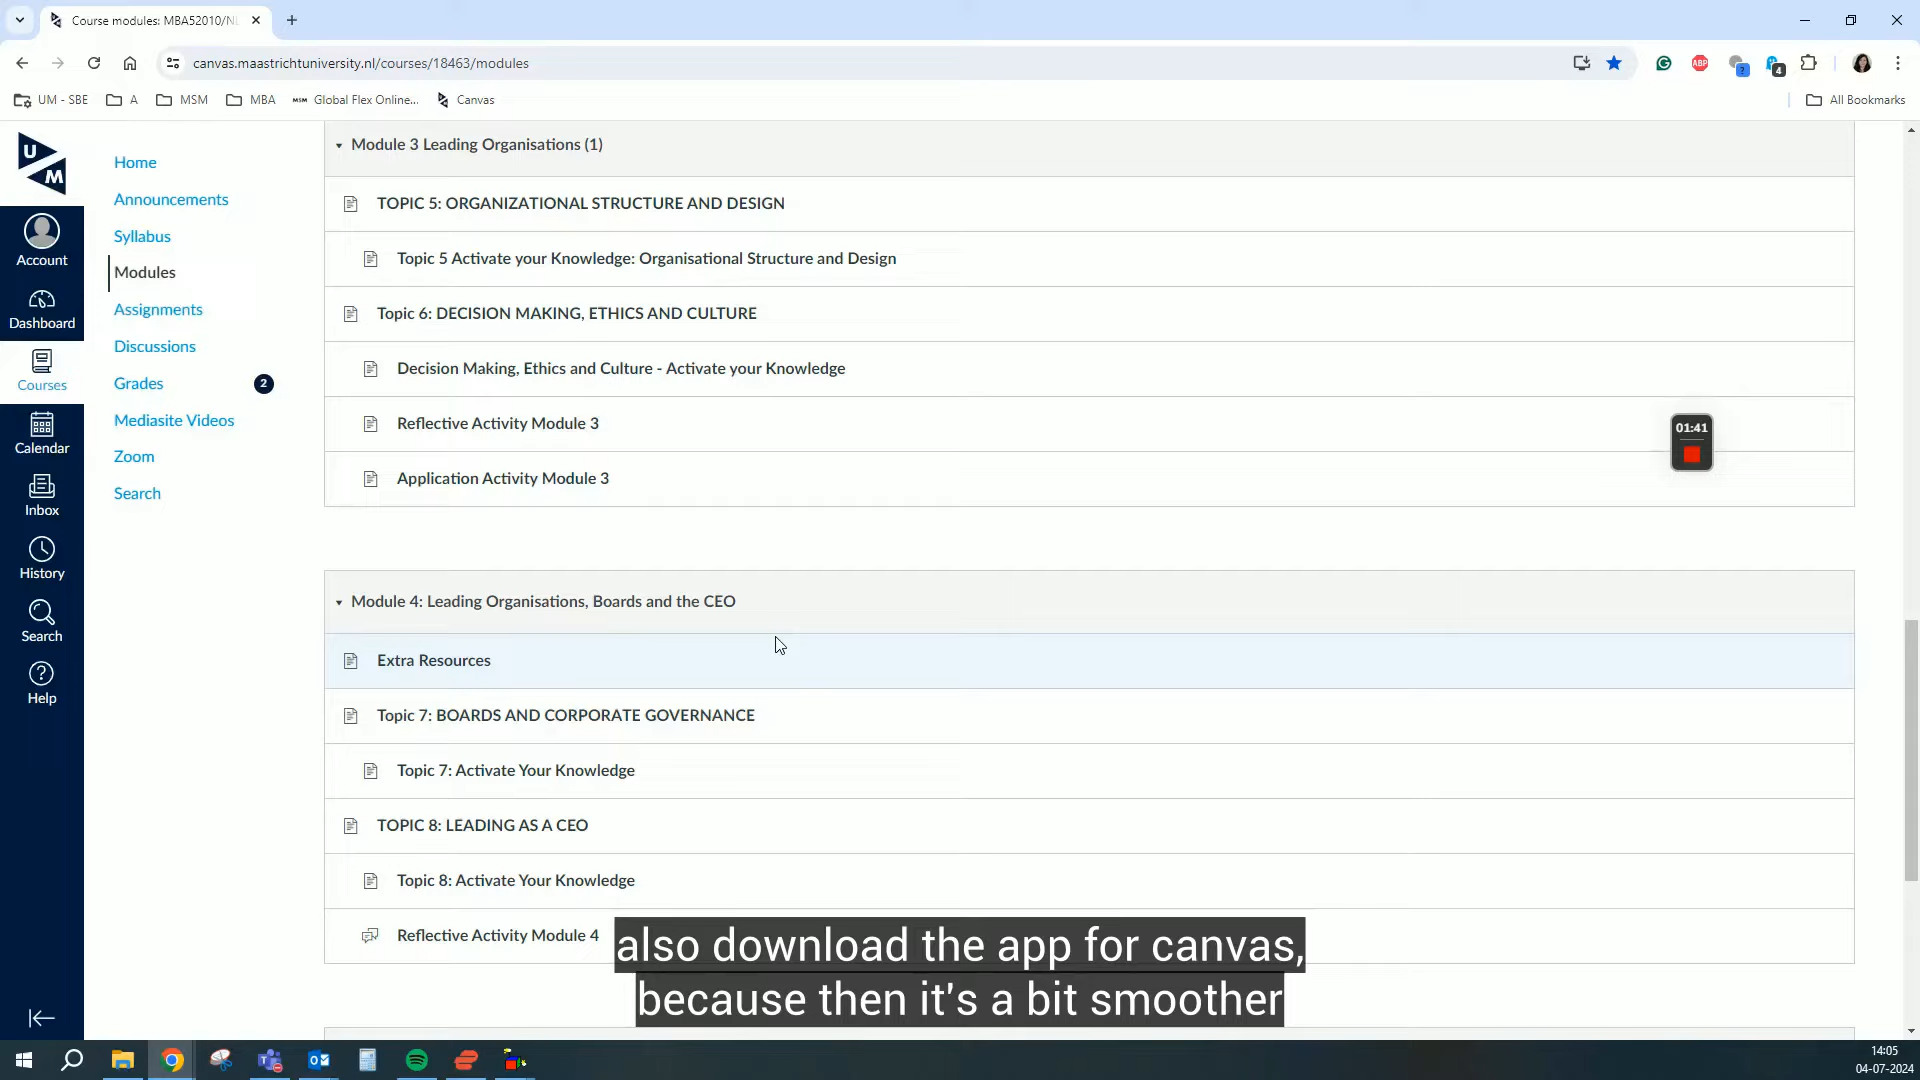 Course modules: MBA52010/NL
canvas.maastrichtuniversity.nl/courses/18463/modules
ABP
?
4
UM - SBE
A
MSM
MBA
MSM Global Flex Online...
Canvas
All Bookmarks
U
M
Account
Dashboard
Courses
Calendar
Inbox
History
Search
Help
Home
Announcements
Syllabus
Modules
Assignments
Discussions
Grades
2
Mediasite Videos
Zoom
Search
Module 3 Leading Organisations (1)
TOPIC 5: ORGANIZATIONAL STRUCTURE AND DESIGN
Topic 5 Activate your Knowledge: Organisational Structure and Design
Topic 6: DECISION MAKING, ETHICS AND CULTURE
Decision Making, Ethics and Culture - Activate your Knowledge
Reflective Activity Module 3
Application Activity Module 3
01:41
Module 4: Leading Organisations, Boards and the CEO
Extra Resources
Topic 7: BOARDS AND CORPORATE GOVERNANCE
Topic 7: Activate Your Knowledge
TOPIC 8: LEADING AS A CEO
Topic 8: Activate Your Knowledge
Reflective Activity Module 4
also download the app for canvas,
because then it's a bit smoother
14:05
04-07-2024